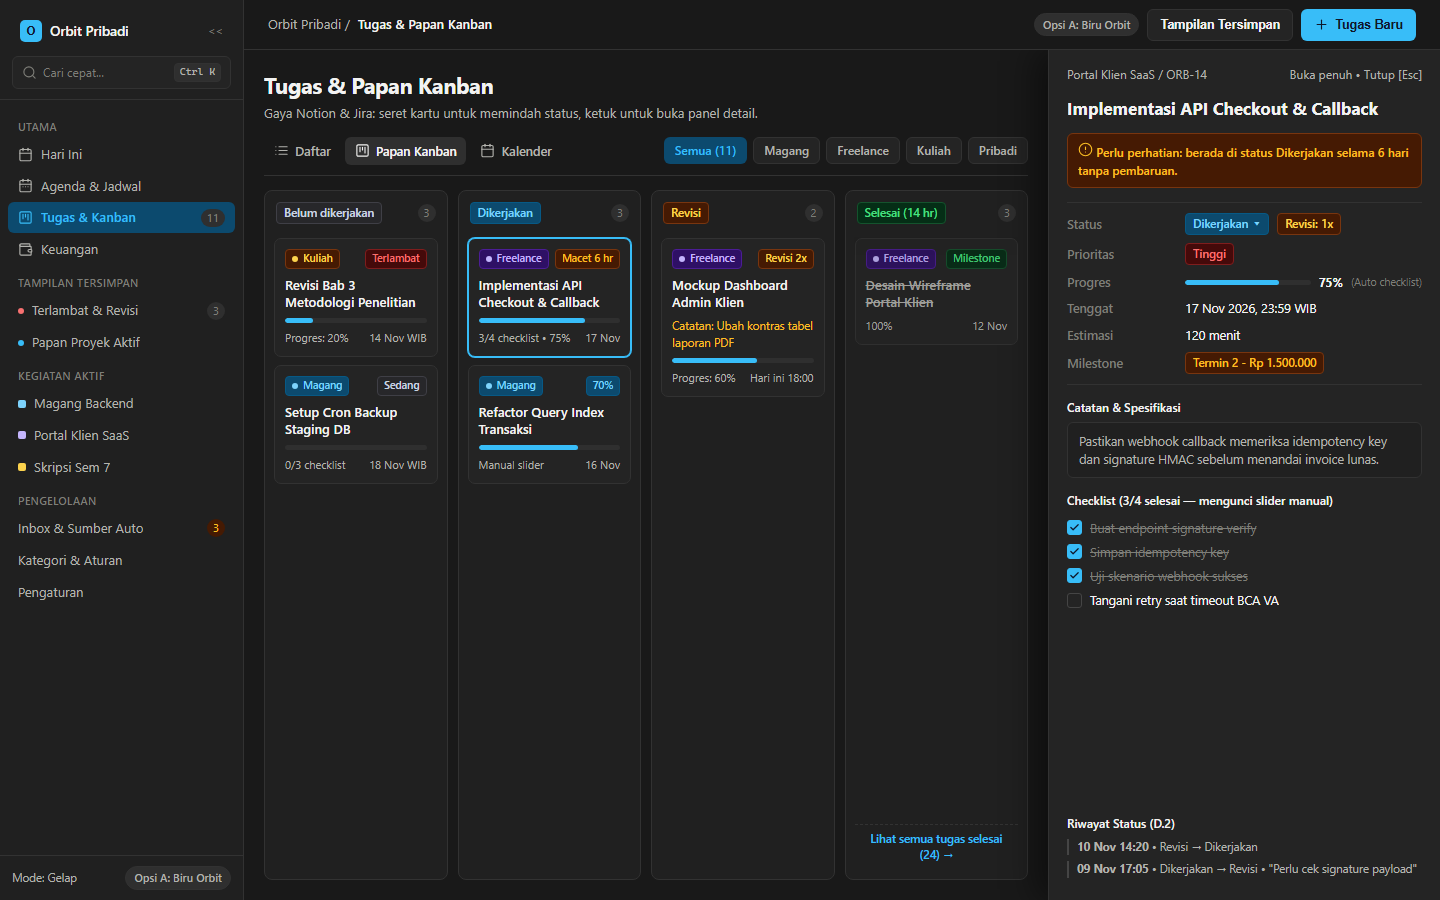 O Orbit Pribadi <<
Cari cepat... Ctrl K
UTAMA
Hari Ini
Agenda & Jadwal
Tugas & Kanban 11
Keuangan
TAMPILAN TERSIMPAN
Terlambat & Revisi 3
Papan Proyek Aktif
KEGIATAN AKTIF
Magang Backend
Portal Klien SaaS
Skripsi Sem 7
PENGELOLAAN
Inbox & Sumber Auto 3
Kategori & Aturan
Pengaturan
Mode: Gelap Opsi A: Biru Orbit
Orbit Pribadi / Tugas & Papan Kanban
Opsi A: Biru Orbit Tampilan Tersimpan + Tugas Baru
Tugas & Papan Kanban
Gaya Notion & Jira: seret kartu untuk memindah status, ketuk untuk buka panel detail.
Daftar Papan Kanban Kalender
Semua (11) Magang Freelance Kuliah Pribadi
Belum dikerjakan 3
Kuliah Terlambat
Revisi Bab 3
Metodologi Penelitian
Progres: 20% 14 Nov WIB
Magang Sedang
Setup Cron Backup
Staging DB
0/3 checklist 18 Nov WIB
Dikerjakan 3
Freelance Macet 6 hr
Implementasi API
Checkout & Callback
3/4 checklist • 75% 17 Nov
Magang 70%
Refactor Query Index
Transaksi
Manual slider 16 Nov
Revisi 2
Freelance Revisi 2x
Mockup Dashboard
Admin Klien
Catatan: Ubah kontras tabel
laporan PDF
Progres: 60% Hari ini 18:00
Selesai (14 hr) 3
Freelance Milestone
Desain Wireframe
Portal Klien
100% 12 Nov
Lihat semua tugas selesai
(24) →
Portal Klien SaaS / ORB-14 Buka penuh • Tutup [Esc]
Implementasi API Checkout & Callback
Perlu perhatian: berada di status Dikerjakan selama 6 hari
tanpa pembaruan.
Status Dikerjakan Revisi: 1x
Prioritas Tinggi
Progres 75% (Auto checklist)
Tenggat 17 Nov 2026, 23:59 WIB
Estimasi 120 menit
Milestone Termin 2 - Rp 1.500.000
Catatan & Spesifikasi
Pastikan webhook callback memeriksa idempotency key
dan signature HMAC sebelum menandai invoice lunas.
Checklist (3/4 selesai — mengunci slider manual)
Buat endpoint signature verify
Simpan idempotency key
Uji skenario webhook sukses
Tangani retry saat timeout BCA VA
Riwayat Status (D.2)
10 Nov 14:20 • Revisi → Dikerjakan
09 Nov 17:05 • Dikerjakan → Revisi • "Perlu cek signature payload"